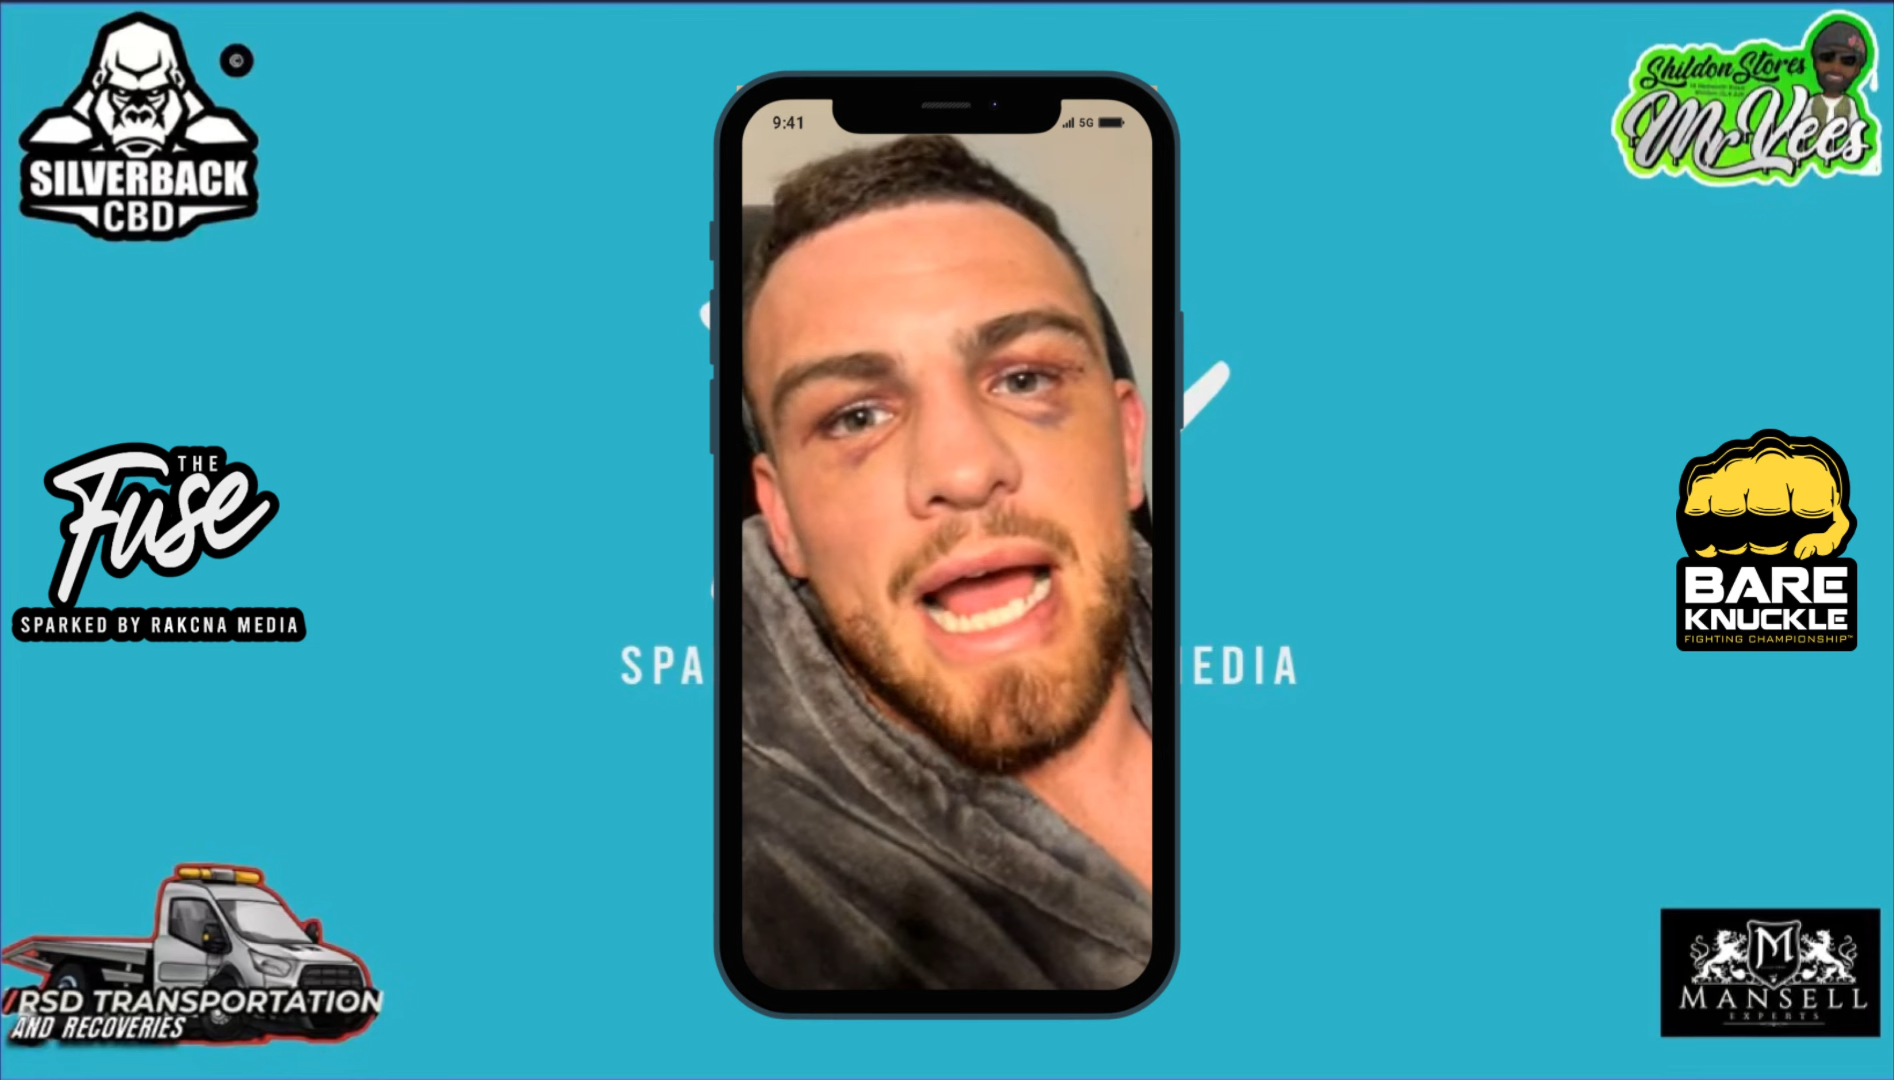 SILVERBACK
CBD
©
Shildon Stores
Mr Vees
9:41
5G
THE
Fuse
SPARKED BY RAKCNA MEDIA
SPA
EDIA
BARE
KNUCKLE
FIGHTING CHAMPIONSHIP™
RSD TRANSPORTATION
AND RECOVERIES
M
MANSELL
EXPERTS